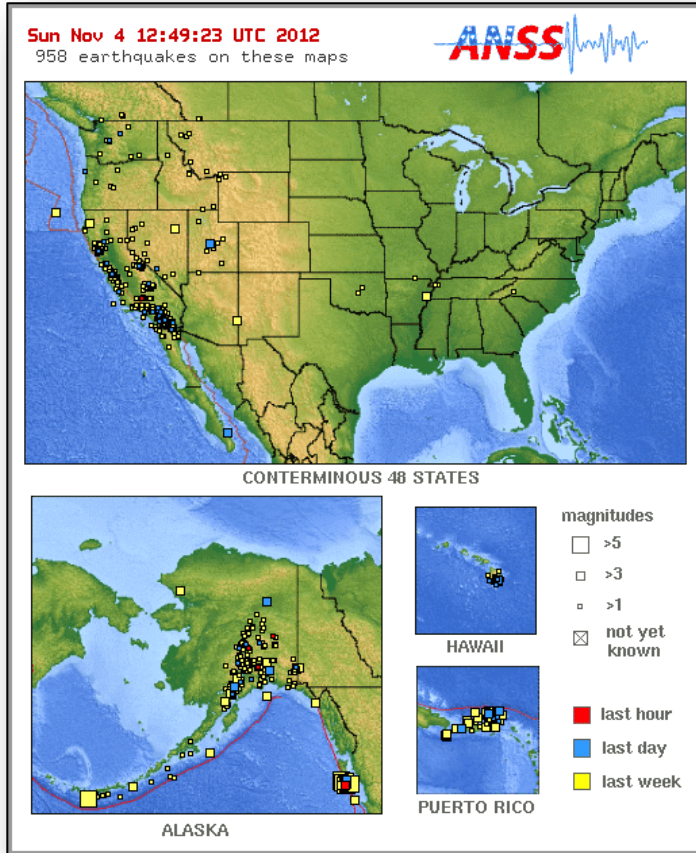 Sun Nov 4 12:49:23 UTC 2012
958 earthquakes on these maps
ANSS
CONTERMINOUS 48 STATES
magnitudes
>5
>3
>1
not yet
known
HAWAII
last hour
last day
last week
PUERTO RICO
ALASKA